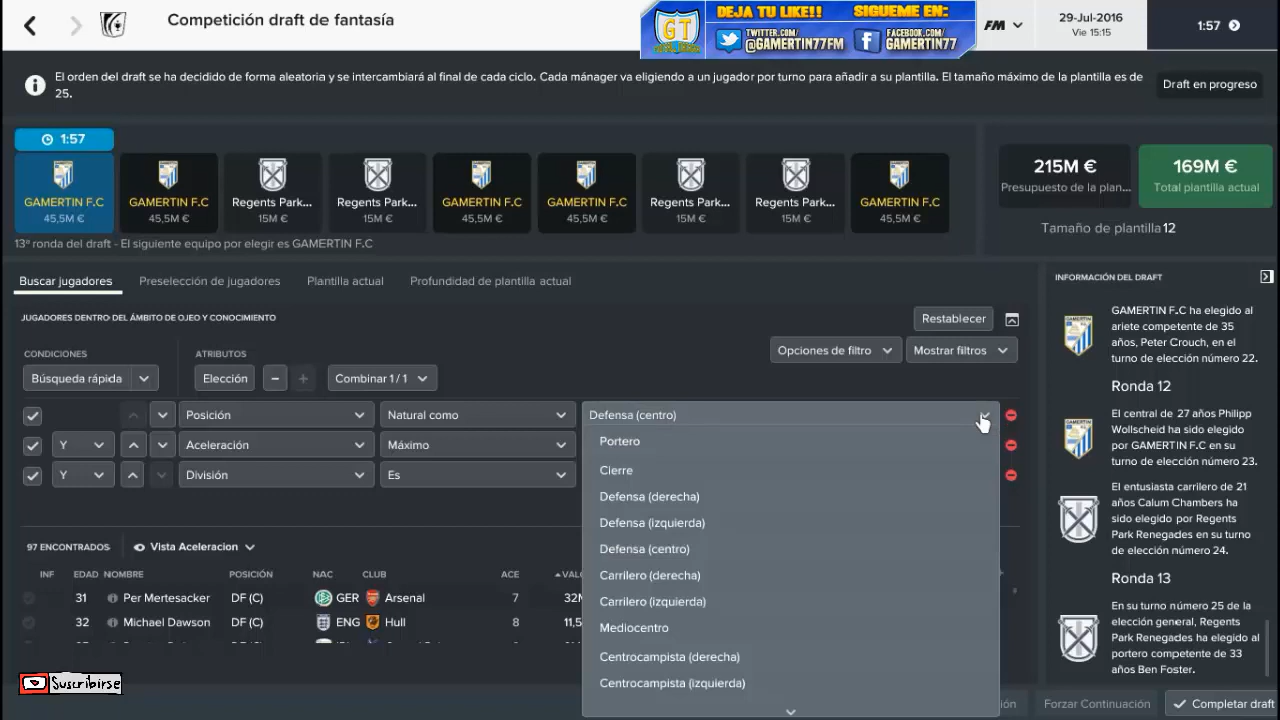 Competición draft de fantasía
DEJA TU LIKE!! SIGUEME EN:
GT
TWITTER.COM/ @GAMERTIN77FM
FACEBOOK.COM/ GAMERTIN77
FM
29-Jul-2016
Vie 15:15
1:57
El orden del draft se ha decidido de forma aleatoria y se intercambiará al final de cada ciclo. Cada mánager va eligiendo a un jugador por turno para añadir a su plantilla. El tamaño máximo de la plantilla es de
25.
Draft en progreso
1:57
GAMERTIN F.C GAMERTIN F.C Regents Park... Regents Park... GAMERTIN F.C GAMERTIN F.C Regents Park... Regents Park... GAMERTIN F.C
45,5M € 45,5M € 15M € 15M € 45,5M € 45,5M € 15M € 15M € 45,5M €
13ª ronda del draft - El siguiente equipo por elegir es GAMERTIN F.C
215M €
Presupuesto de la plan...
169M €
Total plantilla actual
Tamaño de plantilla 12
Buscar jugadores Preselección de jugadores Plantilla actual Profundidad de plantilla actual
JUGADORES DENTRO DEL ÁMBITO DE OJEO Y CONOCIMIENTO
Restablecer
Opciones de filtro Mostrar filtros
CONDICIONES ATRIBUTOS
Búsqueda rápida Elección - + Combinar 1 / 1
Posición Natural como Defensa (centro)
Y Aceleración Máximo
Y División Es
Portero
Cierre
Defensa (derecha)
Defensa (izquierda)
Defensa (centro)
Carrilero (derecha)
Carrilero (izquierda)
Mediocentro
Centrocampista (derecha)
Centrocampista (izquierda)
97 ENCONTRADOS Vista Aceleracion
INF EDAD NOMBRE POSICIÓN NAC CLUB ACE
31 Per Mertesacker DF (C) GER Arsenal 7
32 Michael Dawson DF (C) ENG Hull 8
Suscribirse
INFORMACIÓN DEL DRAFT
GAMERTIN F.C ha elegido al
ariete competente de 35
años, Peter Crouch, en el
turno de elección número 22.
Ronda 12
El central de 27 años Philipp
Wollscheid ha sido elegido
por GAMERTIN F.C en su
turno de elección número 23.
El entusiasta carrilero de 21
años Calum Chambers ha
sido elegido por Regents
Park Renegades en su turno
de elección número 24.
Ronda 13
En su turno número 25 de la
elección general, Regents
Park Renegades ha elegido al
portero competente de 33
años Ben Foster.
Forzar Continuación
Completar draft